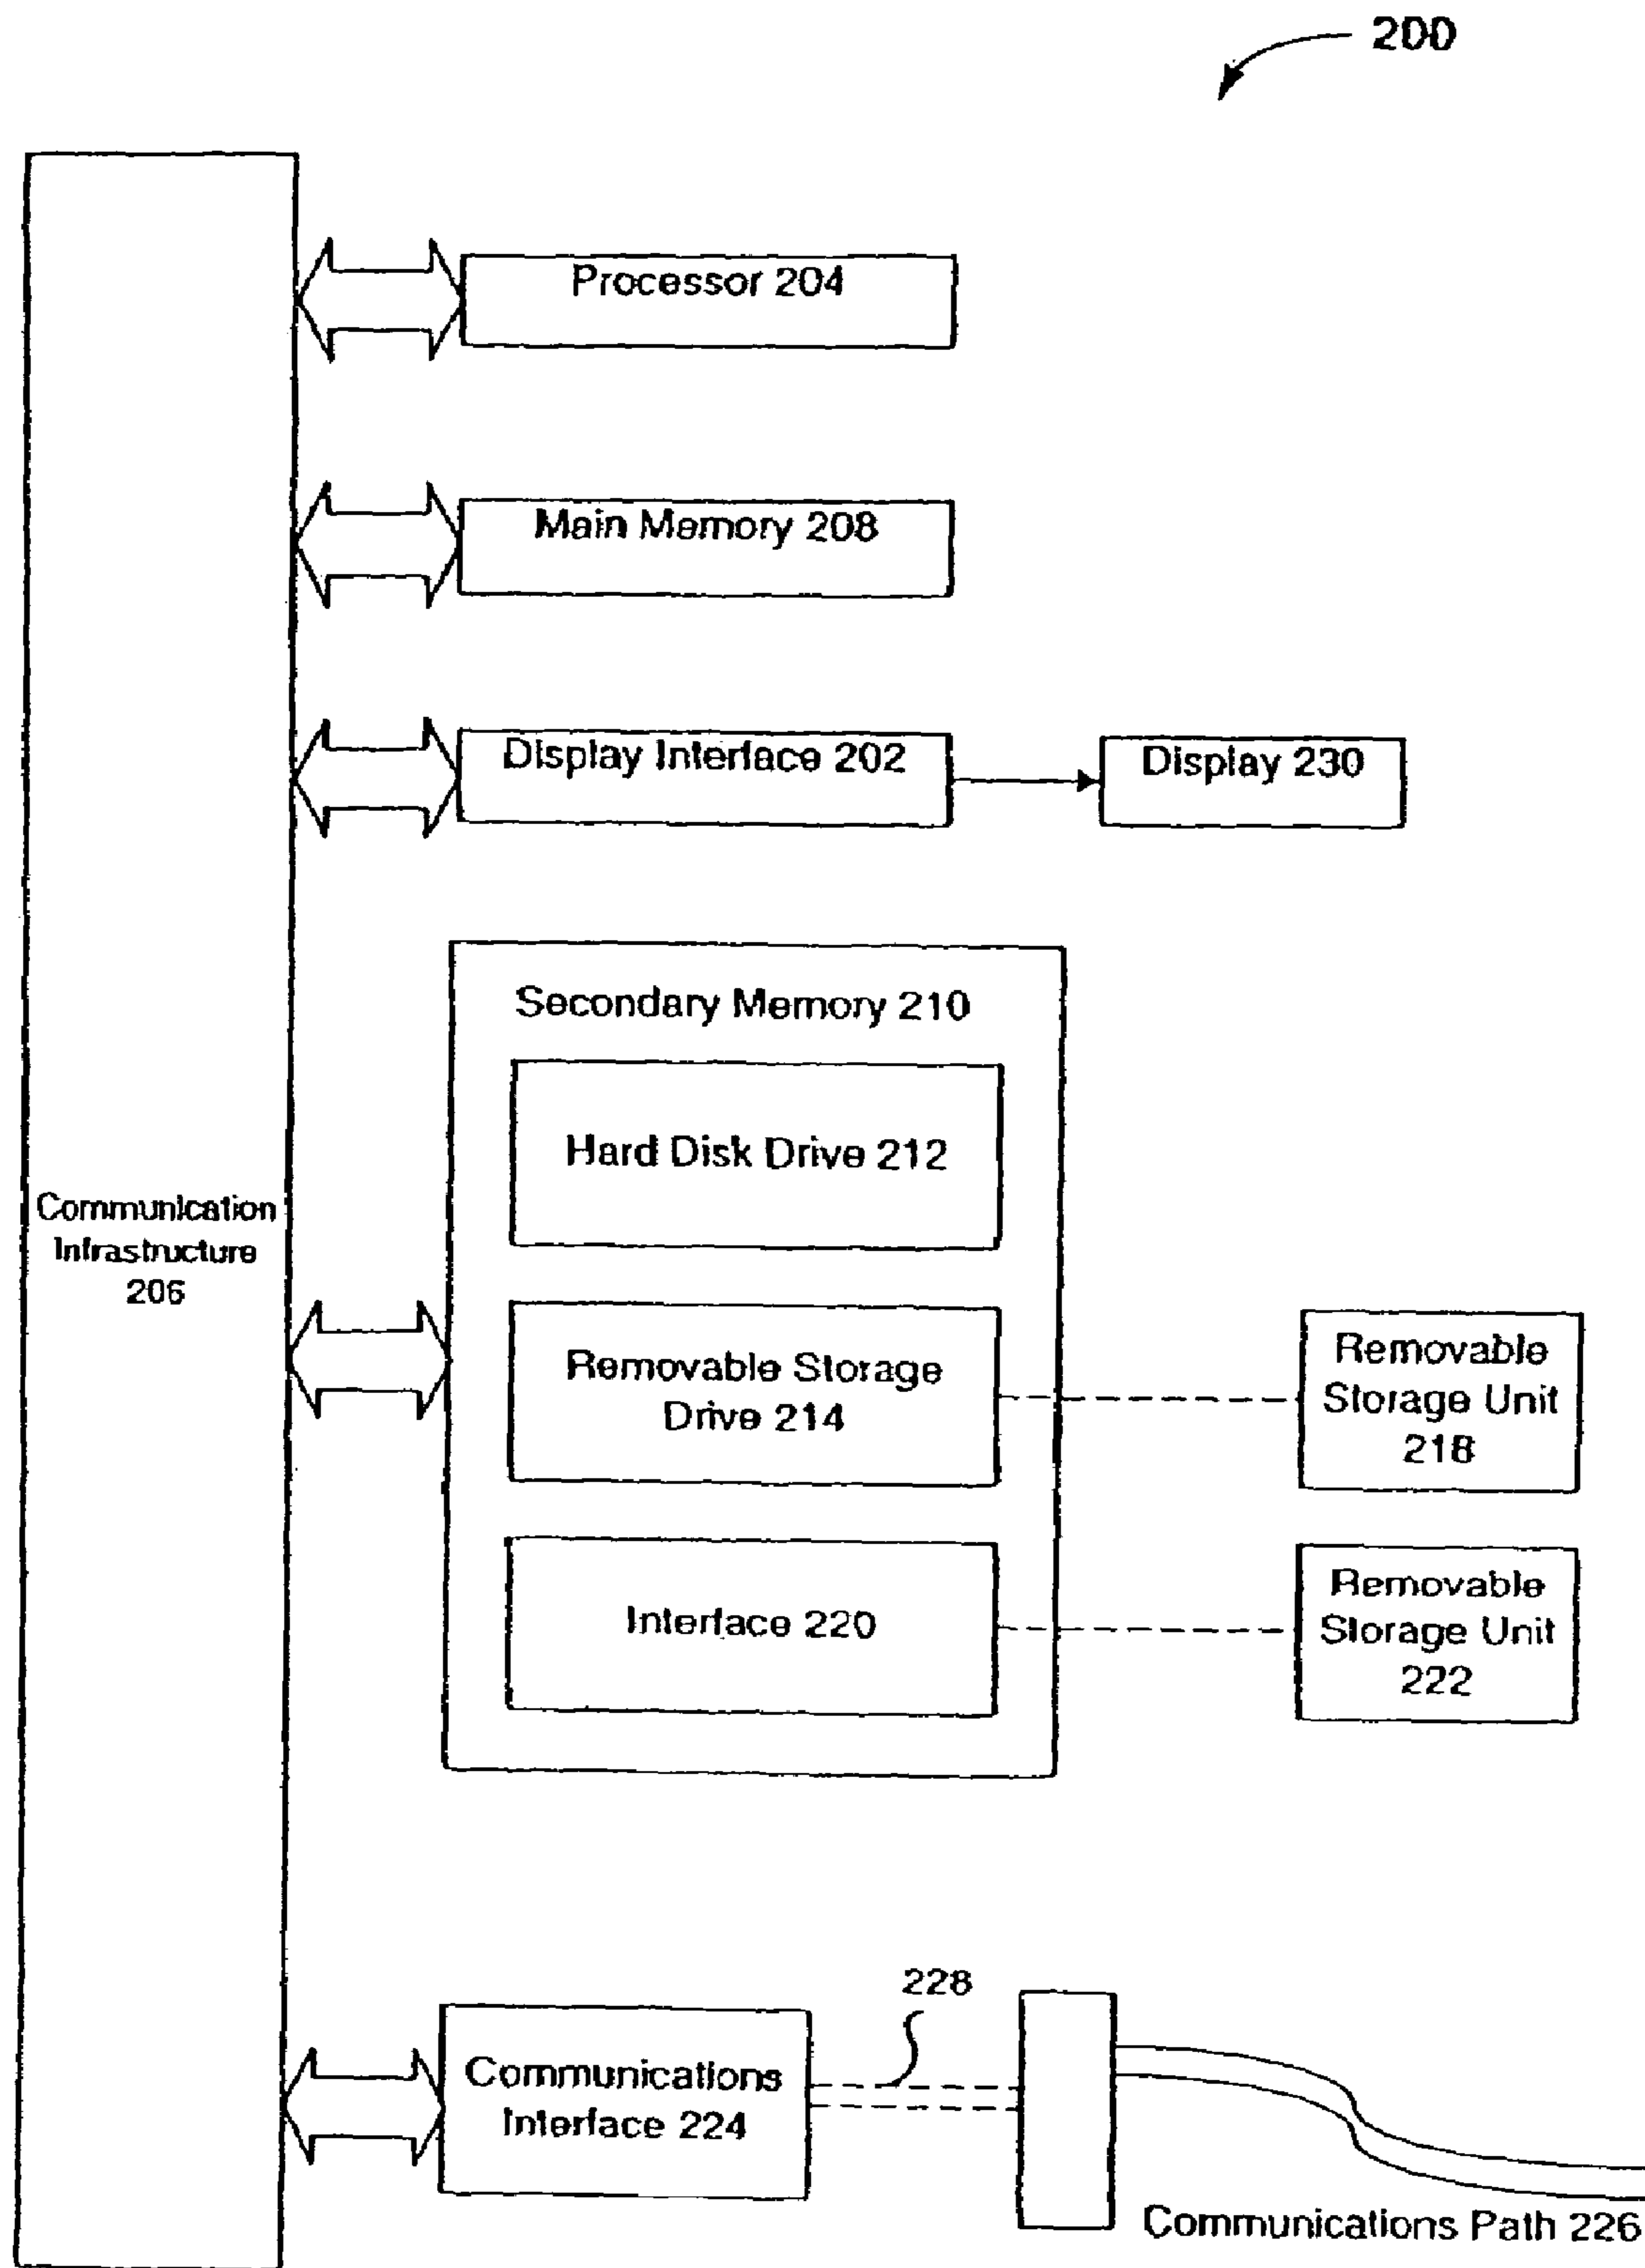 200
Processor 204
Main Memory 208
Display Interface 202
Display 230
Secondary Memory 210
Hard Disk Drive 212
Communication
Infrastructure
206
Removable Storage
Drive 214
Removable
Storage Unit
218
Interface 220
Removable
Storage Unit
222
228
Communications
Interface 224
Communications Path 226